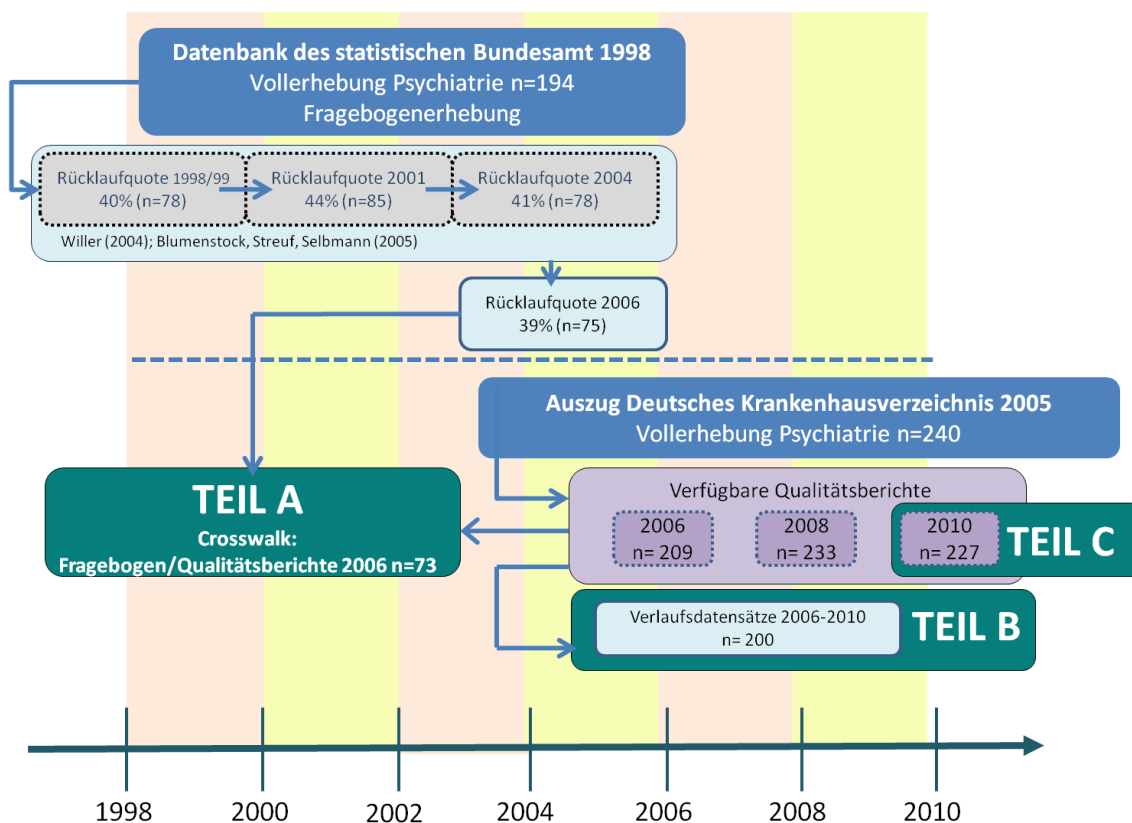 Datenbank des statistischen Bundesamt 1998
Vollerhebung Psychiatrie n=194
Fragebogenerhebung
Rücklaufquote 1998/99
40% (n=78)
Rücklaufquote 2001
44% (n=85)
Rücklaufquote 2004
41% (n=78)
Willer (2004); Blumenstock, Streuf, Selbmann (2005)
Rücklaufquote 2006
39% (n=75)
Auszug Deutsches Krankenhausverzeichnis 2005
Vollerhebung Psychiatrie n=240
TEIL A
Crosswalk:
Fragebogen/Qualitätsberichte 2006 n=73
Verfügbare Qualitätsberichte
2006
n= 209
2008
n= 233
2010
n= 227
TEIL C
Verlaufsdatensätze 2006-2010
n= 200
TEIL B
1998
2000
2002
2004
2006
2008
2010